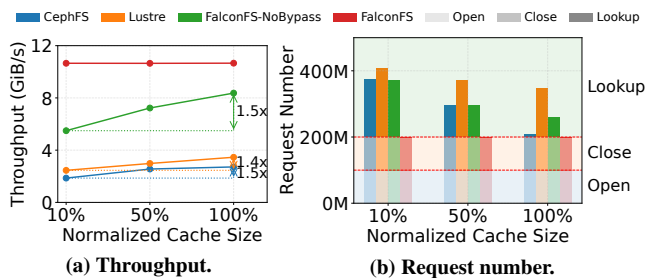 CephFS Lustre FalconFS-NoBypass FalconFS Open Close Lookup
Throughput (GiB/s)
12
8
4
0
1.5x
1.4x
1.5x
10% 50% 100%
Normalized Cache Size
(a) Throughput.
Request Number
400M
200M
0M
Lookup
Close
Open
10% 50% 100%
Normalized Cache Size
(b) Request number.